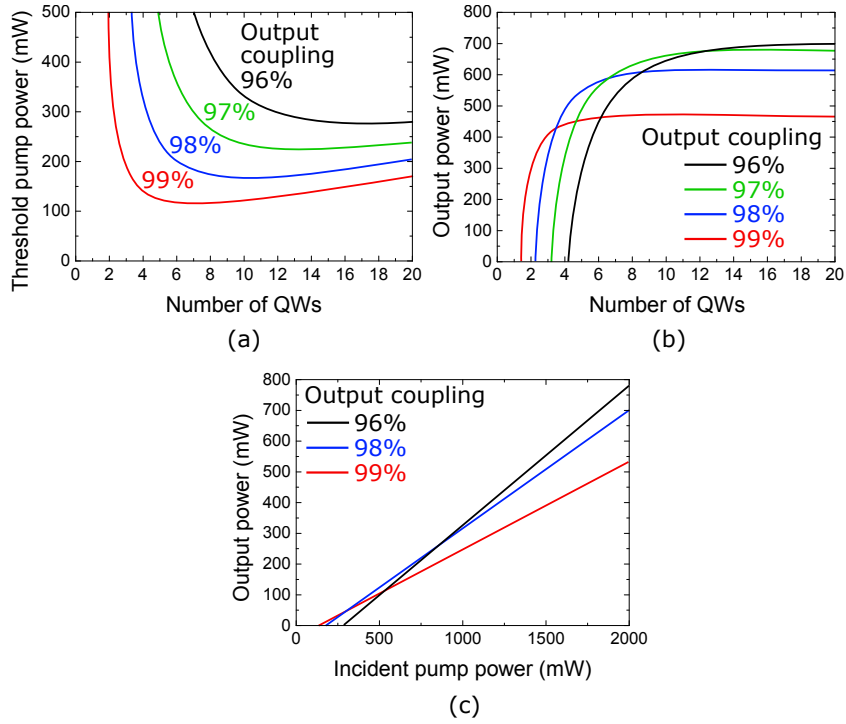 500
400
300
200
100
0
Threshold pump power (mW)
Output
coupling
96%
97%
98%
99%
0 2 4 6 8 10 12 14 16 18 20
Number of QWs
(a)
800
700
600
500
400
300
200
100
0
Output power (mW)
Output coupling
96%
97%
98%
99%
0 2 4 6 8 10 12 14 16 18 20
Number of QWs
(b)
800
700
600
500
400
300
200
100
0
Output power (mW)
Output coupling
96%
98%
99%
0 500 1000 1500 2000
Incident pump power (mW)
(c)